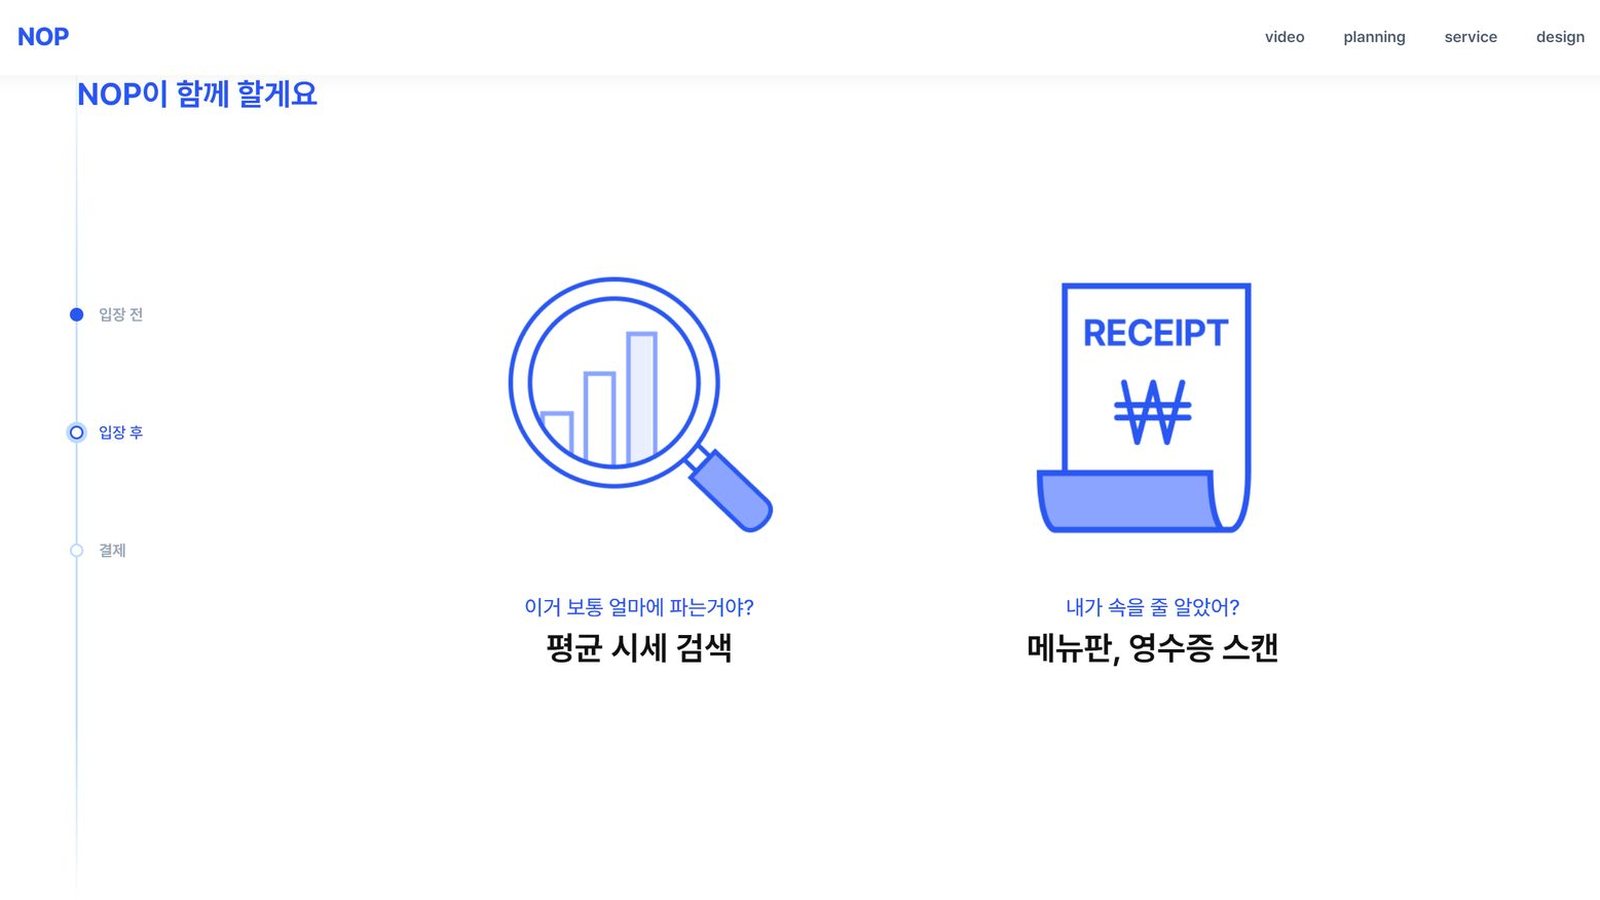 NOP
video
planning
service
design
NOP이 함께 할게요
입장 전
입장 후
결제
RECEIPT
₩
이거 보통 얼마에 파는거야?
평균 시세 검색
내가 속을 줄 알았어?
메뉴판, 영수증 스캔